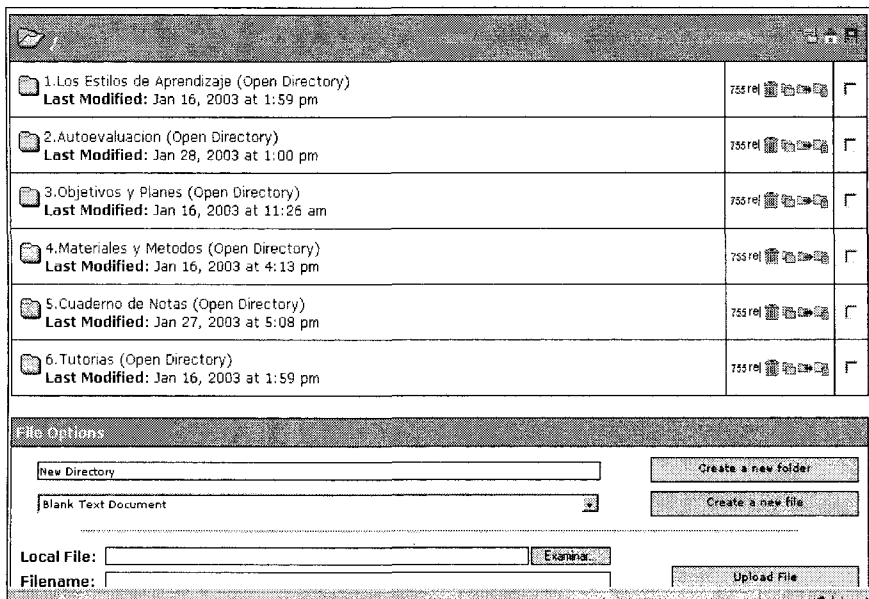 /
1.Los Estilos de Aprendizaje (Open Directory)
Last Modified: Jan 16, 2003 at 1:59 pm
755 rel
2.Autoevaluacion (Open Directory)
Last Modified: Jan 28, 2003 at 1:00 pm
755 rel
3.Objetivos y Planes (Open Directory)
Last Modified: Jan 16, 2003 at 11:26 am
755 rel
4.Materiales y Metodos (Open Directory)
Last Modified: Jan 16, 2003 at 4:13 pm
755 rel
5.Cuaderno de Notas (Open Directory)
Last Modified: Jan 27, 2003 at 5:08 pm
755 rel
6.Tutorias (Open Directory)
Last Modified: Jan 16, 2003 at 1:59 pm
755 rel
File Options
New Directory
Create a new folder
Blank Text Document
Create a new file
Local File:
Examinar...
Filename:
Upload File